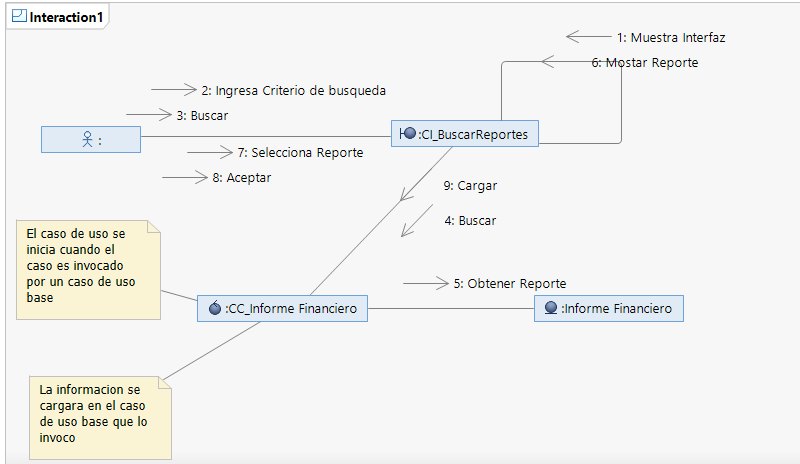 Interaction1
1: Muestra Interfaz
6: Mostar Reporte
2: Ingresa Criterio de busqueda
3: Buscar
:
:CI_BuscarReportes
7: Selecciona Reporte
8: Aceptar
9: Cargar
4: Buscar
El caso de uso se
inicia cuando el
caso es invocado
por un caso de uso
base
5: Obtener Reporte
:CC_Informe Financiero
:Informe Financiero
La informacion se
cargara en el caso
de uso base que lo
invoco